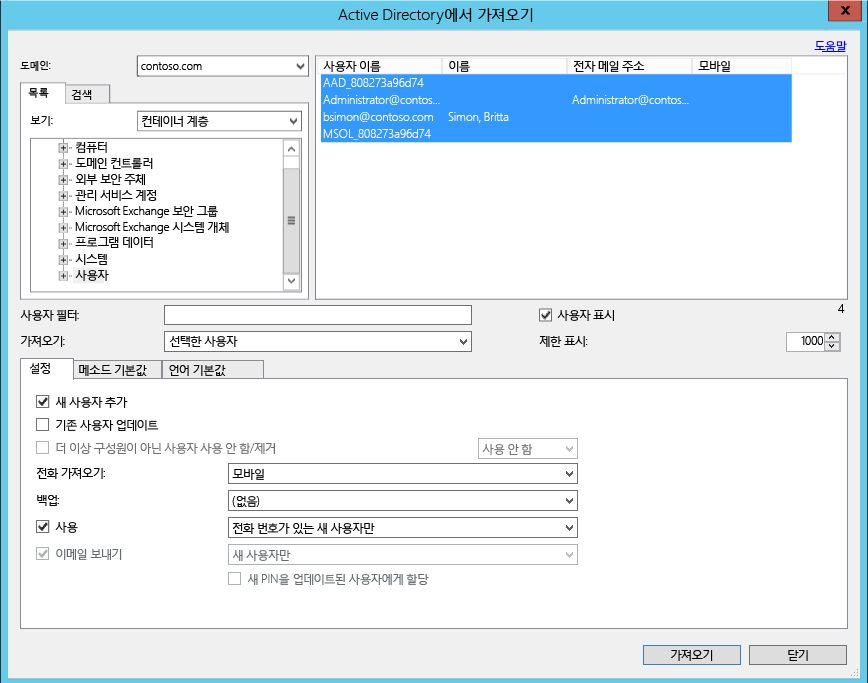 Active Directory에서 가져오기
도움말
도메인: contoso.com
목록 검색
보기: 컨테이너 계층
컴퓨터
도메인 컨트롤러
외부 보안 주체
관리 서비스 계정
Microsoft Exchange 보안 그룹
Microsoft Exchange 시스템 개체
프로그램 데이터
시스템
사용자
사용자 이름 이름 전자 메일 주소 모바일
AAD_808273a96d74
Administrator@contos... Administrator@contos...
bsimon@contoso.com Simon, Britta
MSOL_808273a96d74
4
사용자 필터: 사용자 표시
가져오기: 선택한 사용자 제한 표시: 1000
설정 메소드 기본값 언어 기본값
새 사용자 추가
기존 사용자 업데이트
더 이상 구성원이 아닌 사용자 사용 안 함/제거 사용 안 함
전화 가져오기: 모바일
백업: (없음)
사용 전화 번호가 있는 새 사용자만
이메일 보내기 새 사용자만
새 PIN을 업데이트된 사용자에게 할당
가져오기 닫기